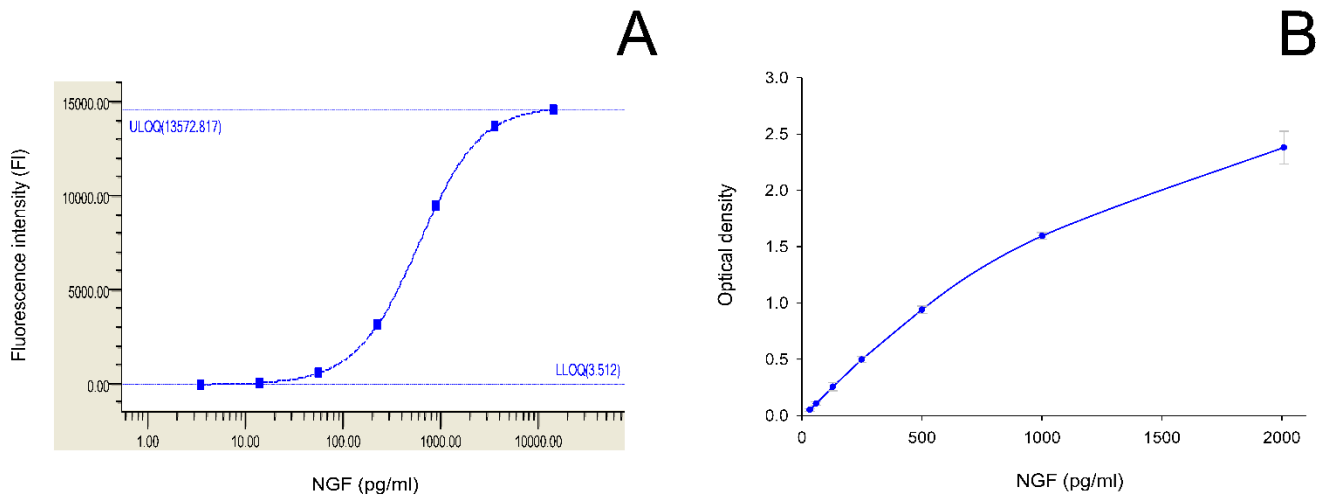 A
Fluorescence intensity (FI)
15000.00
10000.00
5000.00
0.00
ULOQ(13572.817)
LLOQ(3.512)
1.00 10.00 100.00 1000.00 10000.00
NGF (pg/ml)
B
Optical density
3.0
2.5
2.0
1.5
1.0
0.5
0.0
0 500 1000 1500 2000
NGF (pg/ml)